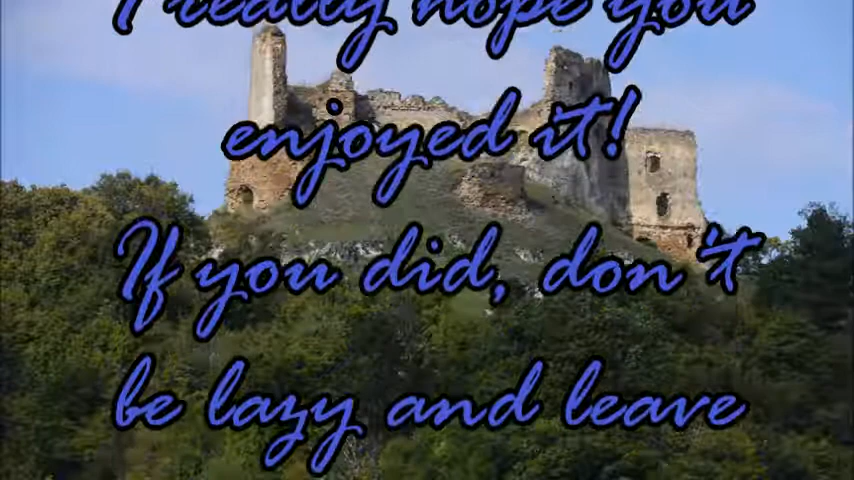 I really hope you
enjoyed it!
If you did, don't
be lazy and leave